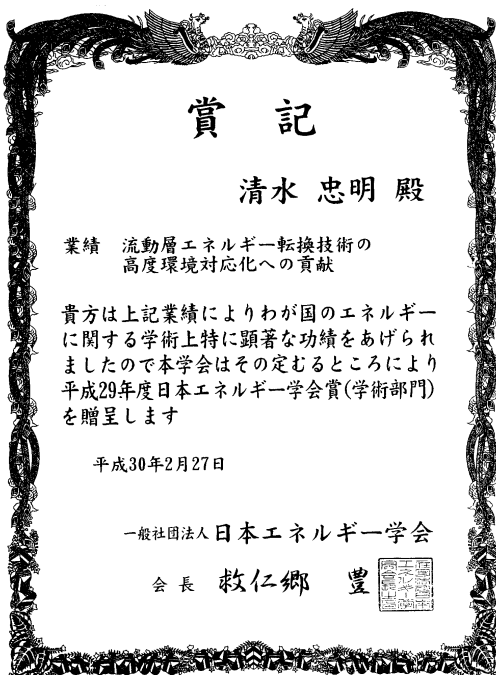 賞 記
清水 忠明 殿
業績 流動層エネルギー転換技術の
高度環境対応化への貢献
貴方は上記業績によりわが国のエネルギー
に関する学術上特に顕著な功績をあげられ
ましたので本学会はその定むるところにより
平成29年度日本エネルギー学会賞(学術部門)
を贈呈します
平成30年2月27日
一般社団法人 日本エネルギー学会
会長 救仁郷 豊